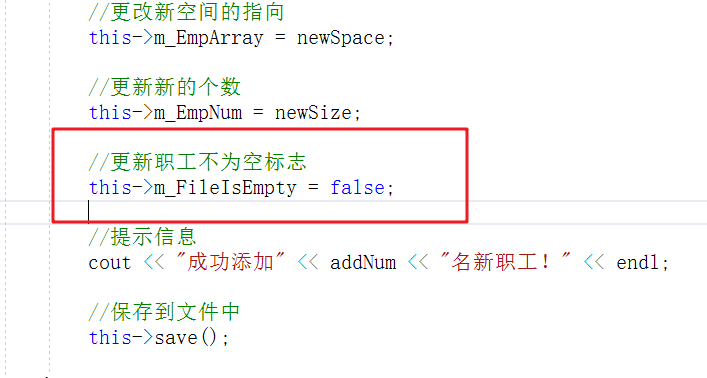 //更改新空间的指向
this->m_EmpArray = newSpace;
//更新新的个数
this->m_EmpNum = newSize;
//更新职工不为空标志
this->m_FileIsEmpty = false;
//提示信息
cout << "成功添加" << addNum << "名新职工！" << endl;
//保存到文件中
this->save();